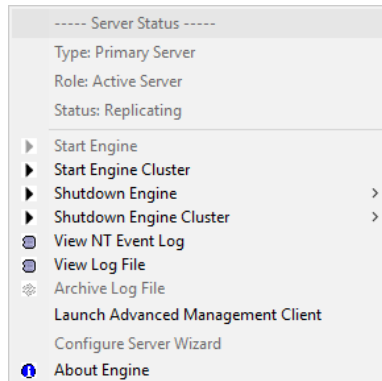 ----- Server Status -----
Type: Primary Server
Role: Active Server
Status: Replicating
Start Engine
Start Engine Cluster
Shutdown Engine
Shutdown Engine Cluster
View NT Event Log
View Log File
Archive Log File
Launch Advanced Management Client
Configure Server Wizard
About Engine